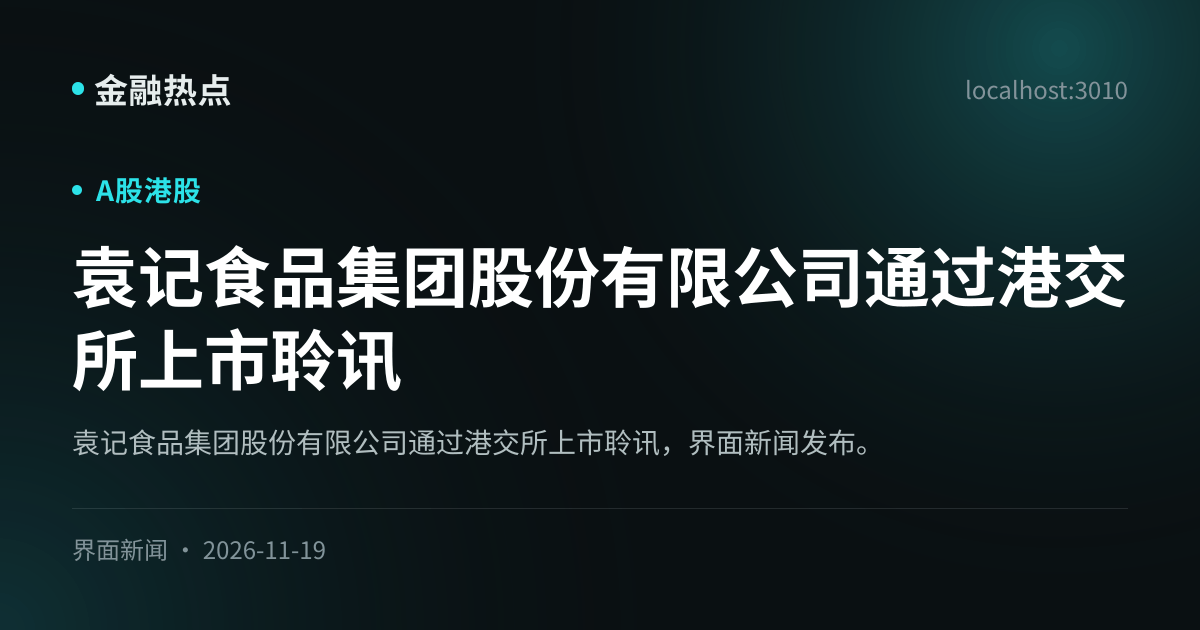 金融热点
localhost:3010
A股港股
袁记食品集团股份有限公司通过港交
所上市聆讯
袁记食品集团股份有限公司通过港交所上市聆讯，界面新闻发布。
界面新闻 • 2026-11-19